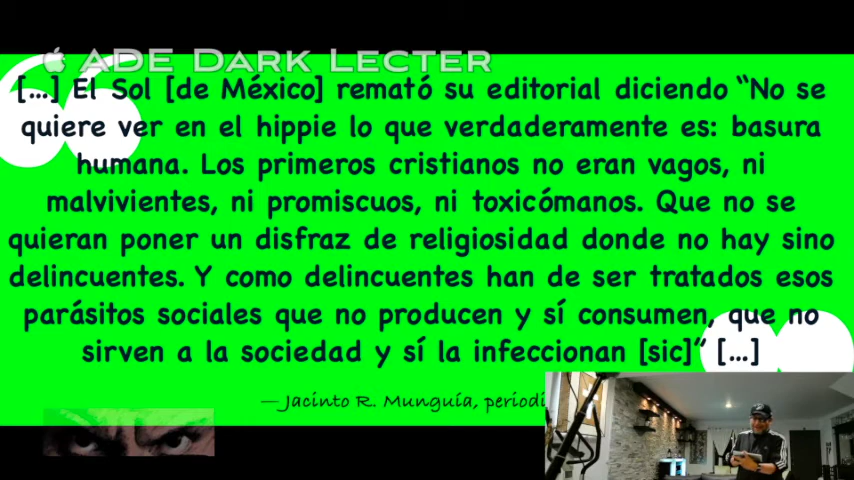 ADE DARK LECTER
[...] El Sol [de México] remató su editorial diciendo “No se
quiere ver en el hippie lo que verdaderamente es: basura
humana. Los primeros cristianos no eran vagos, ni
malvivientes, ni promiscuos, ni toxicómanos. Que no se
quieran poner un disfraz de religiosidad donde no hay sino
delincuentes. Y como delincuentes han de ser tratados esos
parásitos sociales que no producen y sí consumen, que no
sirven a la sociedad y sí la infeccionan [sic]” [...]
—Jacinto R. Munguía, periodi